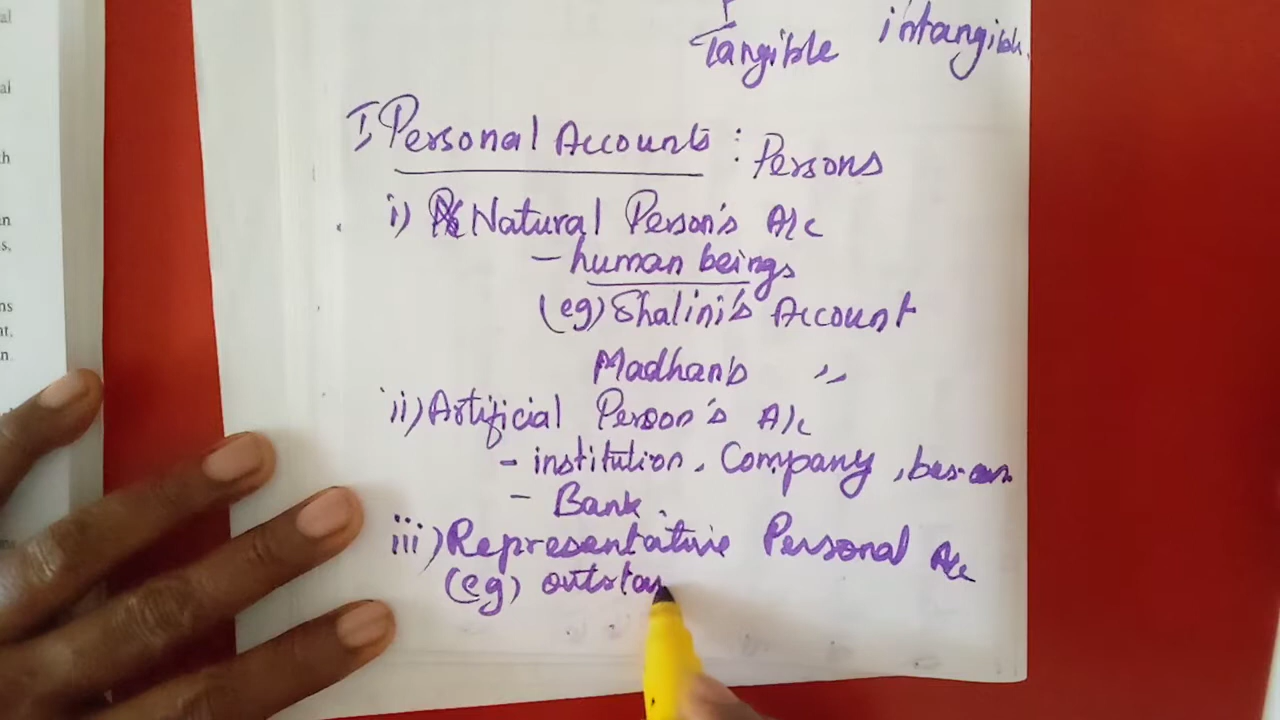 Tangible intangible
I Personal Accounts : Persons
i) Natural Person's A/c
- human beings
(eg) Shalini's Account
Madhan's "
ii) Artificial Person's A/c
- institution, Company,
- Bank.
iii) Representative Personal A/c
(eg) outstan